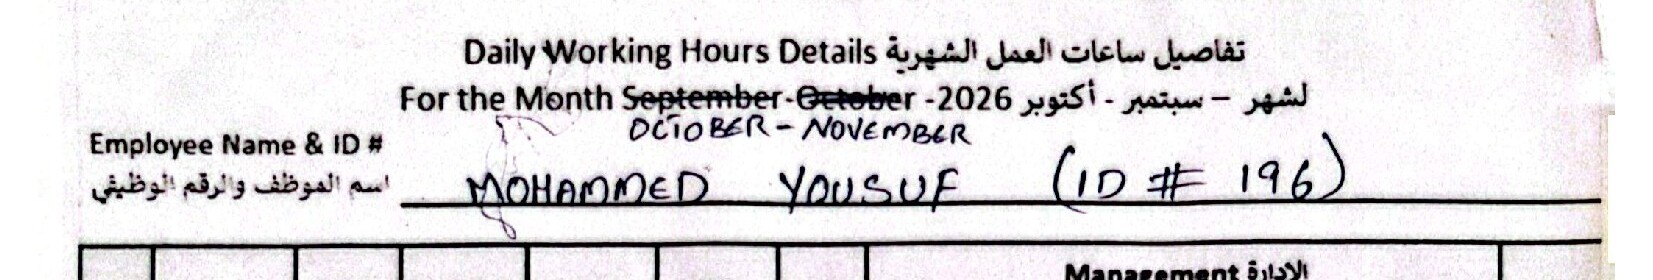 Daily Working Hours Details تفاصيل ساعات العمل الشهرية
For the Month September-October -2026 لشهر – سبتمبر - أكتوبر
OCTOBER - NOVEMBER
Employee Name & ID #
اسم الموظف والرقم الوظيفي
MOHAMMED YOUSUF (ID # 196)
Management الادارة